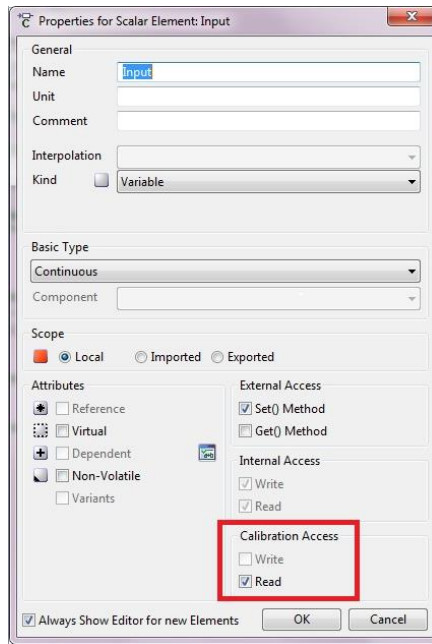 Properties for Scalar Element: Input
General
Name Input
Unit
Comment
Interpolation
Kind Variable
Basic Type
Continuous
Component
Scope
Local Imported Exported
Attributes
Reference
Virtual
Dependent
Non-Volatile
Variants
External Access
Set() Method
Get() Method
Internal Access
Write
Read
Calibration Access
Write
Read
Always Show Editor for new Elements OK Cancel